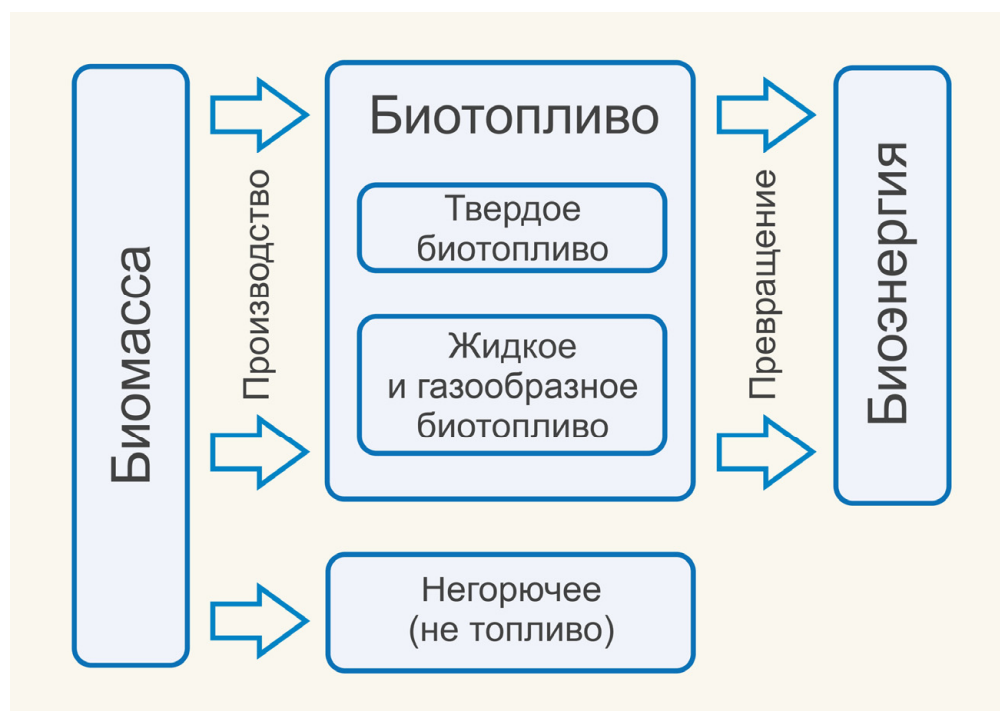 Биомасса
Производство
Биотопливо
Твердое
биотопливо
Жидкое
и газообразное
биотопливо
Негорючее
(не топливо)
Превращение
Биоэнергия